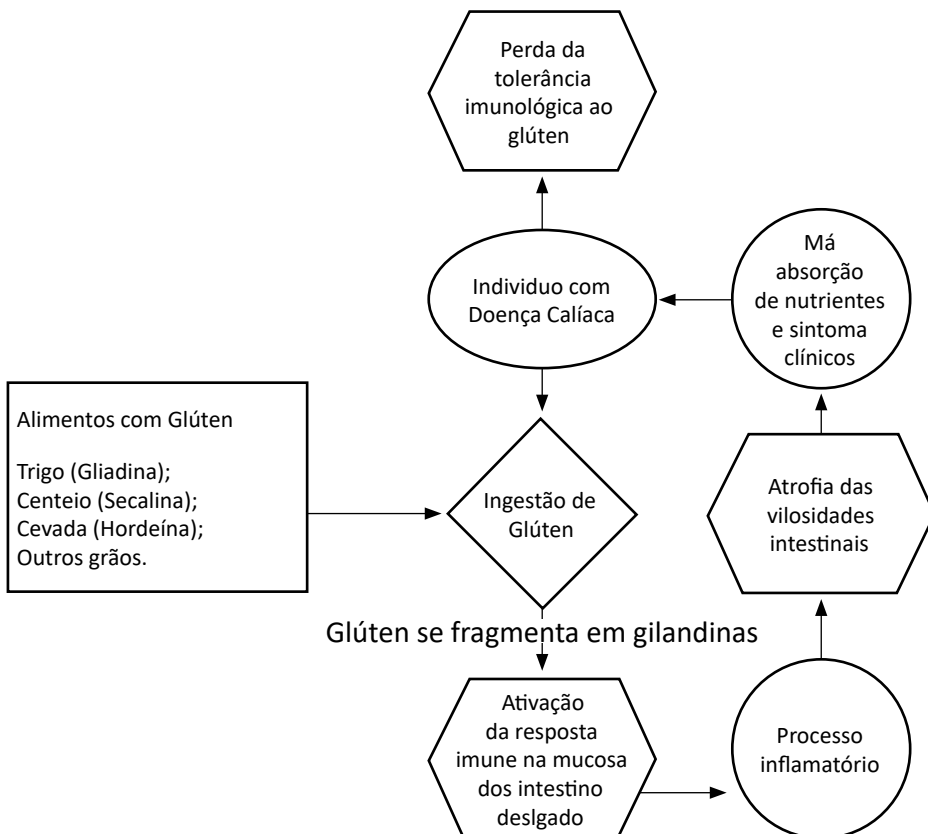 Perda da
tolerância
imunológica ao
glúten
Individuo com
Doença Calíaca
Má
absorção
de nutrientes
e sintoma
clínicos
Alimentos com Glúten
Trigo (Gliadina);
Centeio (Secalina);
Cevada (Hordeína);
Outros grãos.
Ingestão de
Glúten
Atrofia das
vilosidades
intestinais
Glúten se fragmenta em gilandinas
Ativação
da resposta
imune na mucosa
dos intestino
deslgado
Processo
inflamatório